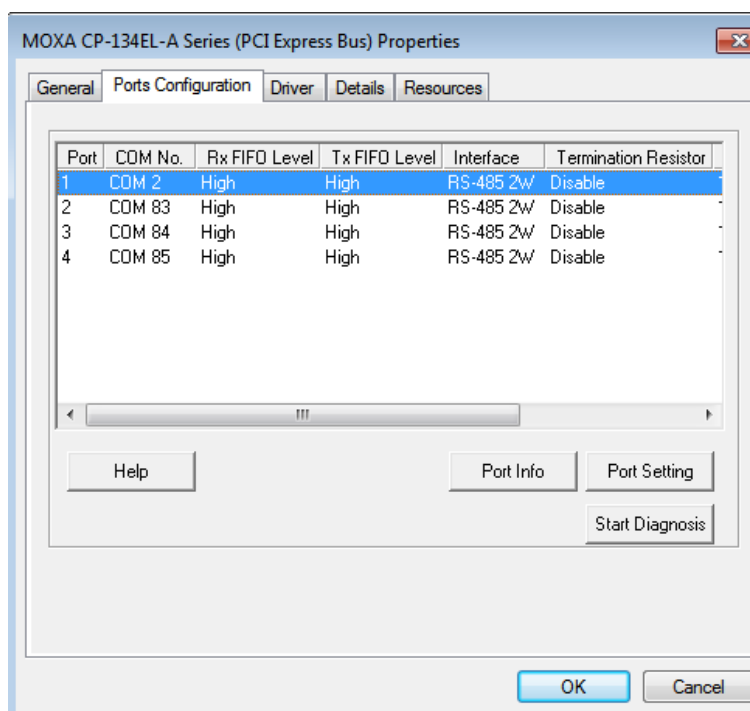 MOXA CP-134EL-A Series (PCI Express Bus) Properties
General Ports Configuration Driver Details Resources
Port COM No. Rx FIFO Level Tx FIFO Level Interface Termination Resistor
1 COM 2 High High RS-485 2W Disable
2 COM 83 High High RS-485 2W Disable
3 COM 84 High High RS-485 2W Disable
4 COM 85 High High RS-485 2W Disable
Help Port Info Port Setting
Start Diagnosis
OK Cancel